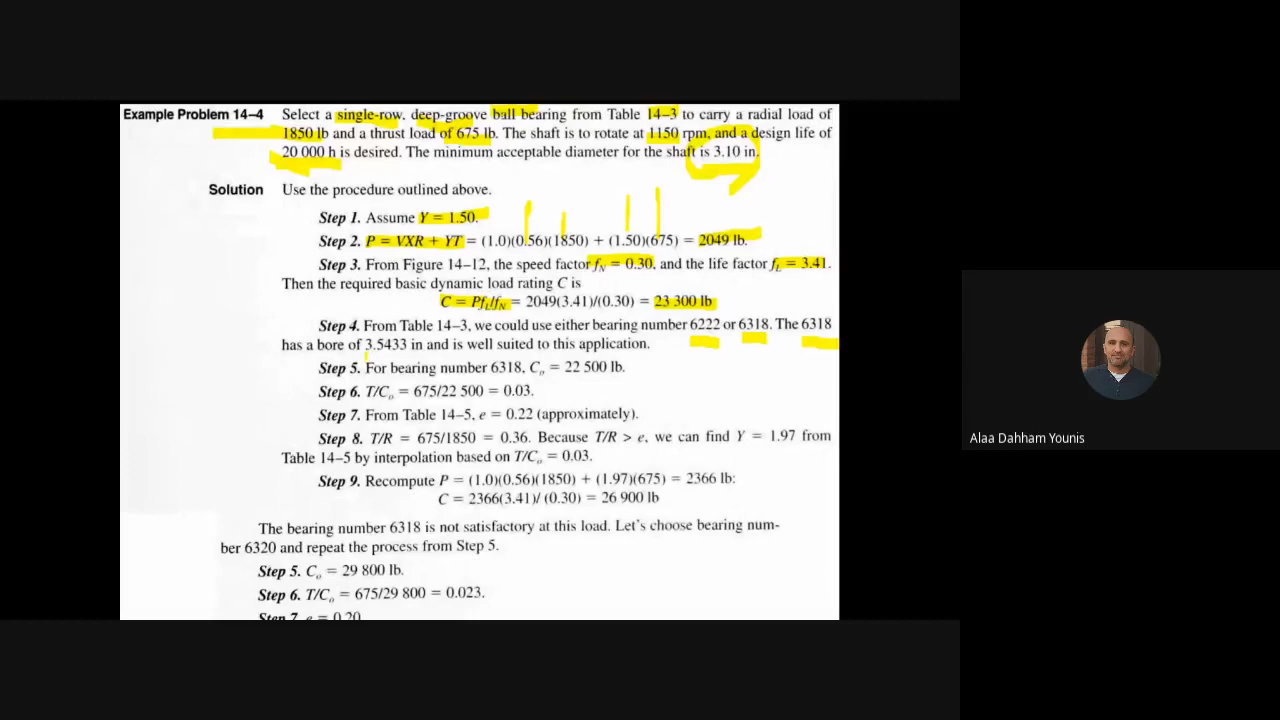 Example Problem 14–4 Select a single-row, deep-groove ball bearing from Table 14–3 to carry a radial load of
1850 lb and a thrust load of 675 lb. The shaft is to rotate at 1150 rpm, and a design life of
20 000 h is desired. The minimum acceptable diameter for the shaft is 3.10 in.
Solution Use the procedure outlined above.
Step 1. Assume Y = 1.50.
Step 2. P = VXR + YT = (1.0)(0.56)(1850) + (1.50)(675) = 2049 lb.
Step 3. From Figure 14–12, the speed factor fN = 0.30, and the life factor fL = 3.41.
Then the required basic dynamic load rating C is
C = PfL/fN = 2049(3.41)/(0.30) = 23 300 lb
Step 4. From Table 14–3, we could use either bearing number 6222 or 6318. The 6318
has a bore of 3.5433 in and is well suited to this application.
Step 5. For bearing number 6318, Co = 22 500 lb.
Step 6. T/Co = 675/22 500 = 0.03.
Step 7. From Table 14–5, e = 0.22 (approximately).
Step 8. T/R = 675/1850 = 0.36. Because T/R > e, we can find Y = 1.97 from
Table 14–5 by interpolation based on T/Co = 0.03.
Step 9. Recompute P = (1.0)(0.56)(1850) + (1.97)(675) = 2366 lb:
C = 2366(3.41)/ (0.30) = 26 900 lb
The bearing number 6318 is not satisfactory at this load. Let's choose bearing num-
ber 6320 and repeat the process from Step 5.
Step 5. Co = 29 800 lb.
Step 6. T/Co = 675/29 800 = 0.023.
Step 7. e = 0.20
Alaa Dahham Younis